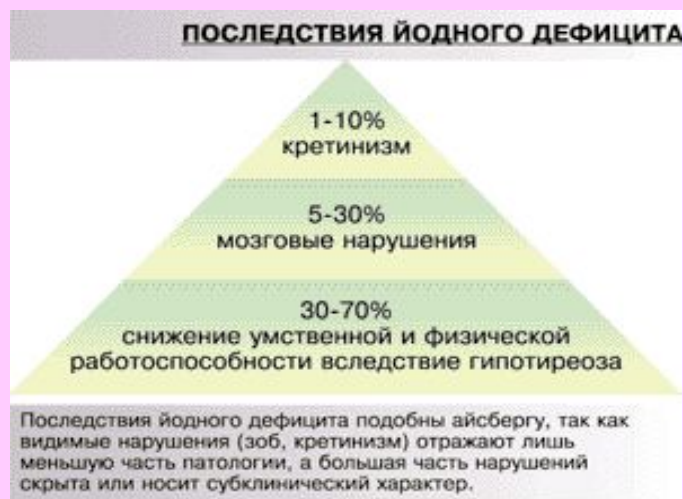 ПОСЛЕДСТВИЯ ЙОДНОГО ДЕФИЦИТА
1-10%
кретинизм
5-30%
мозговые нарушения
30-70%
снижение умственной и физической
работоспособности вследствие гипотиреоза
Последствия йодного дефицита подобны айсбергу, так как
видимые нарушения (зоб, кретинизм) отражают лишь
меньшую часть патологии, а большая часть нарушений
скрыта или носит субклинический характер.